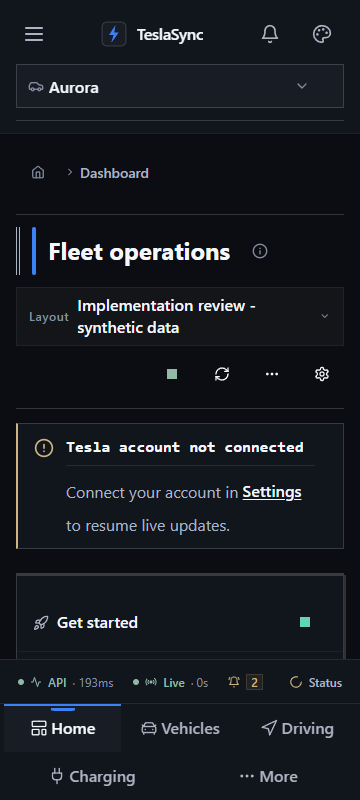 TeslaSync
Aurora
Dashboard
Fleet operations
Layout
Implementation review -
synthetic data
Tesla account not connected
Connect your account in Settings
to resume live updates.
Get started
API · 193ms
Live · 0s
2
Status
Home
Vehicles
Driving
Charging
More